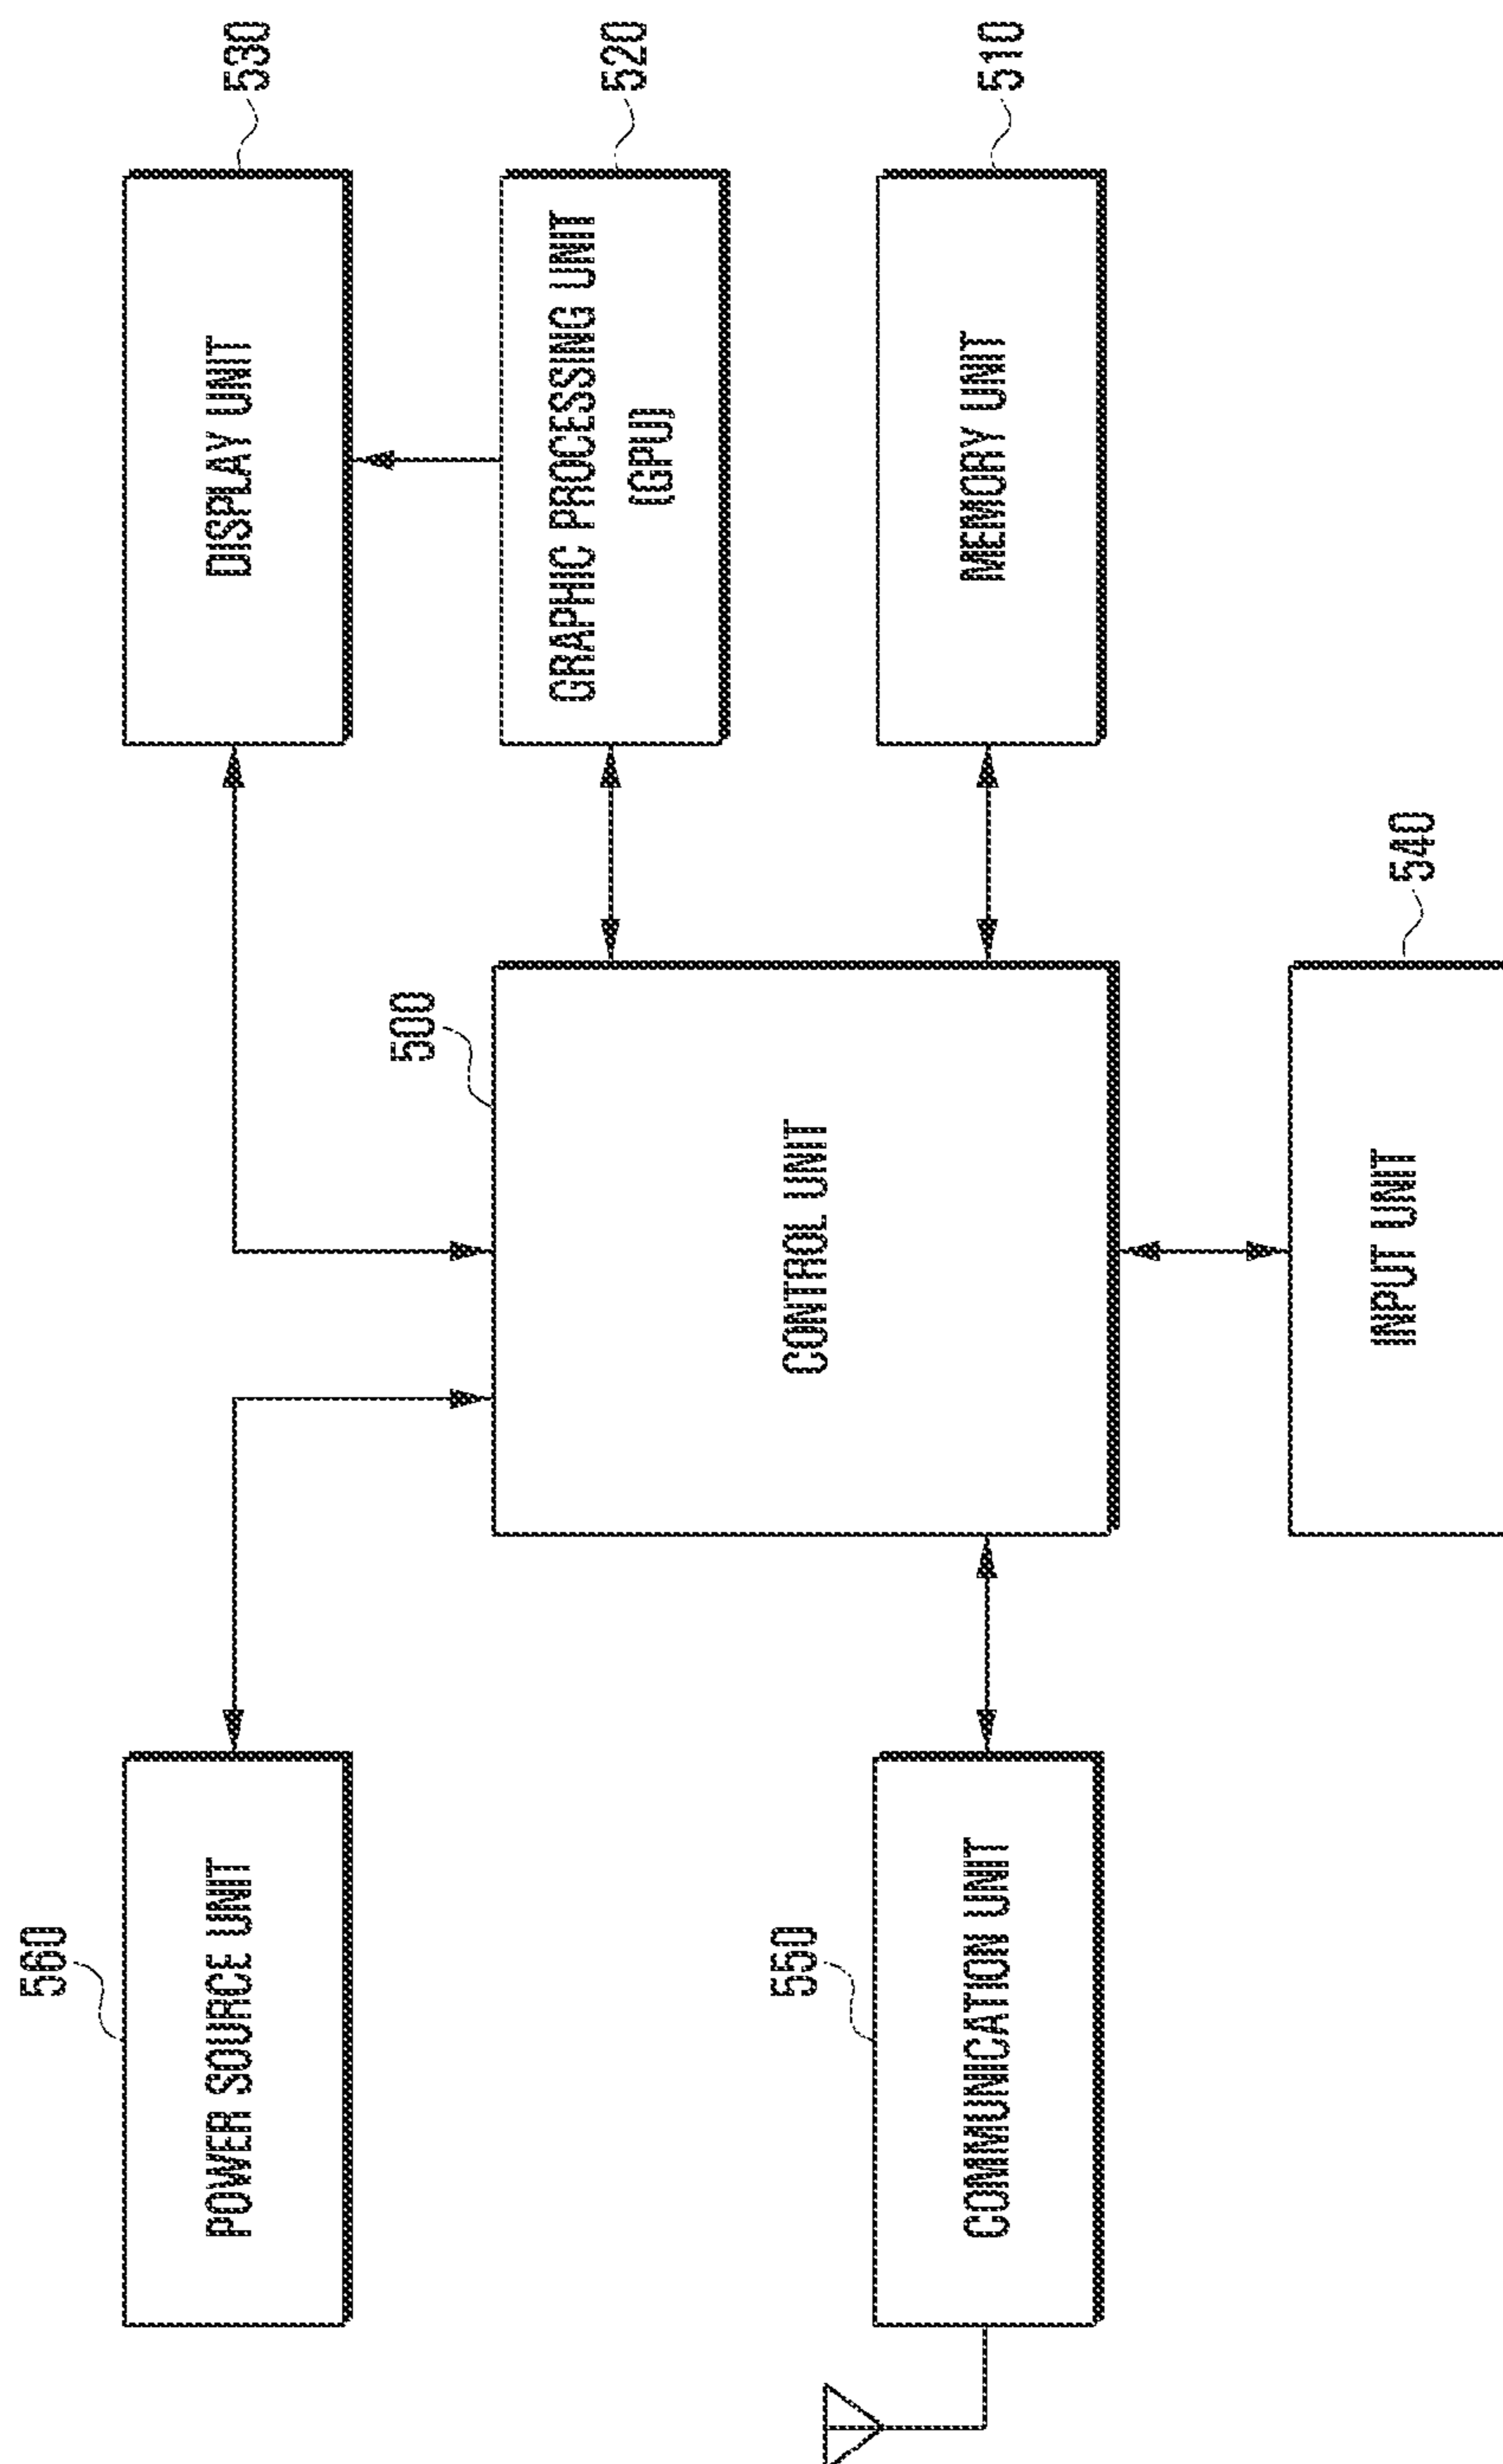 560
POWER SOURCE UNIT
530
DISPLAY UNIT
500
520
GRAPHIC PROCESSING UNIT
(GPU)
CONTROL UNIT
550
COMMUNICATION UNIT
510
MEMORY UNIT
540
INPUT UNIT